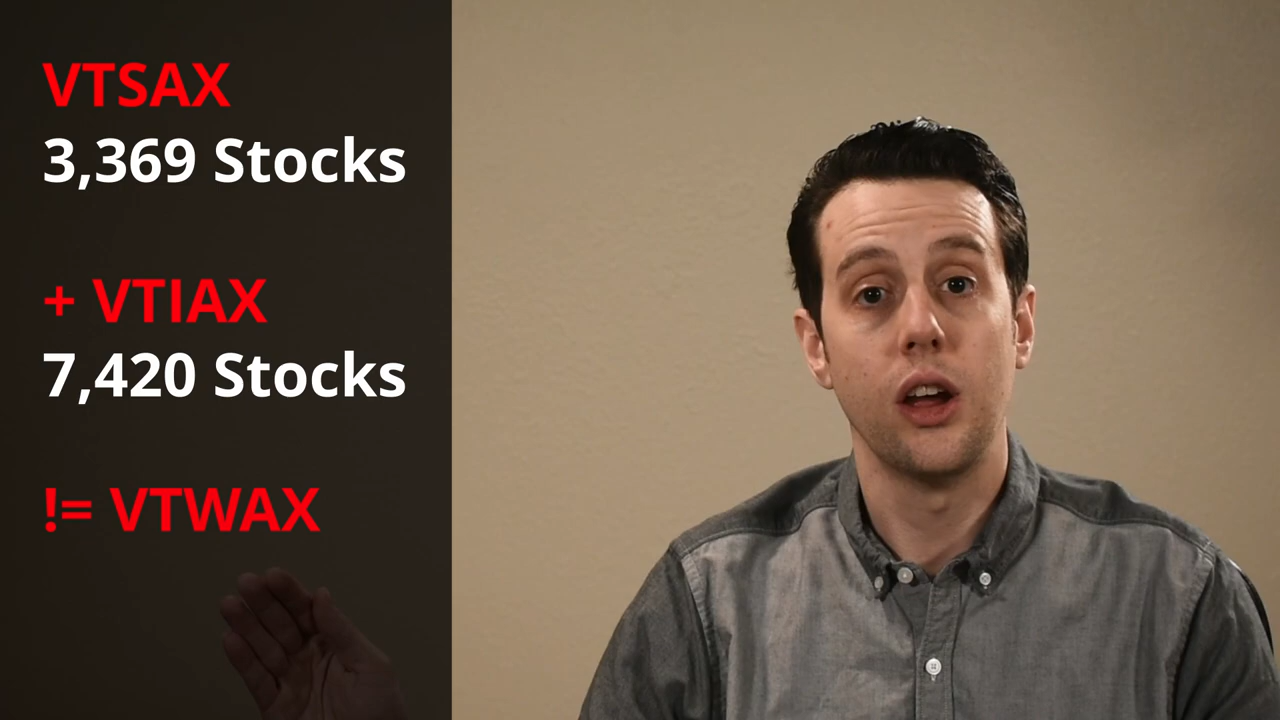 VTSAX
3,369 Stocks
+ VTIAX
7,420 Stocks
!= VTWAX